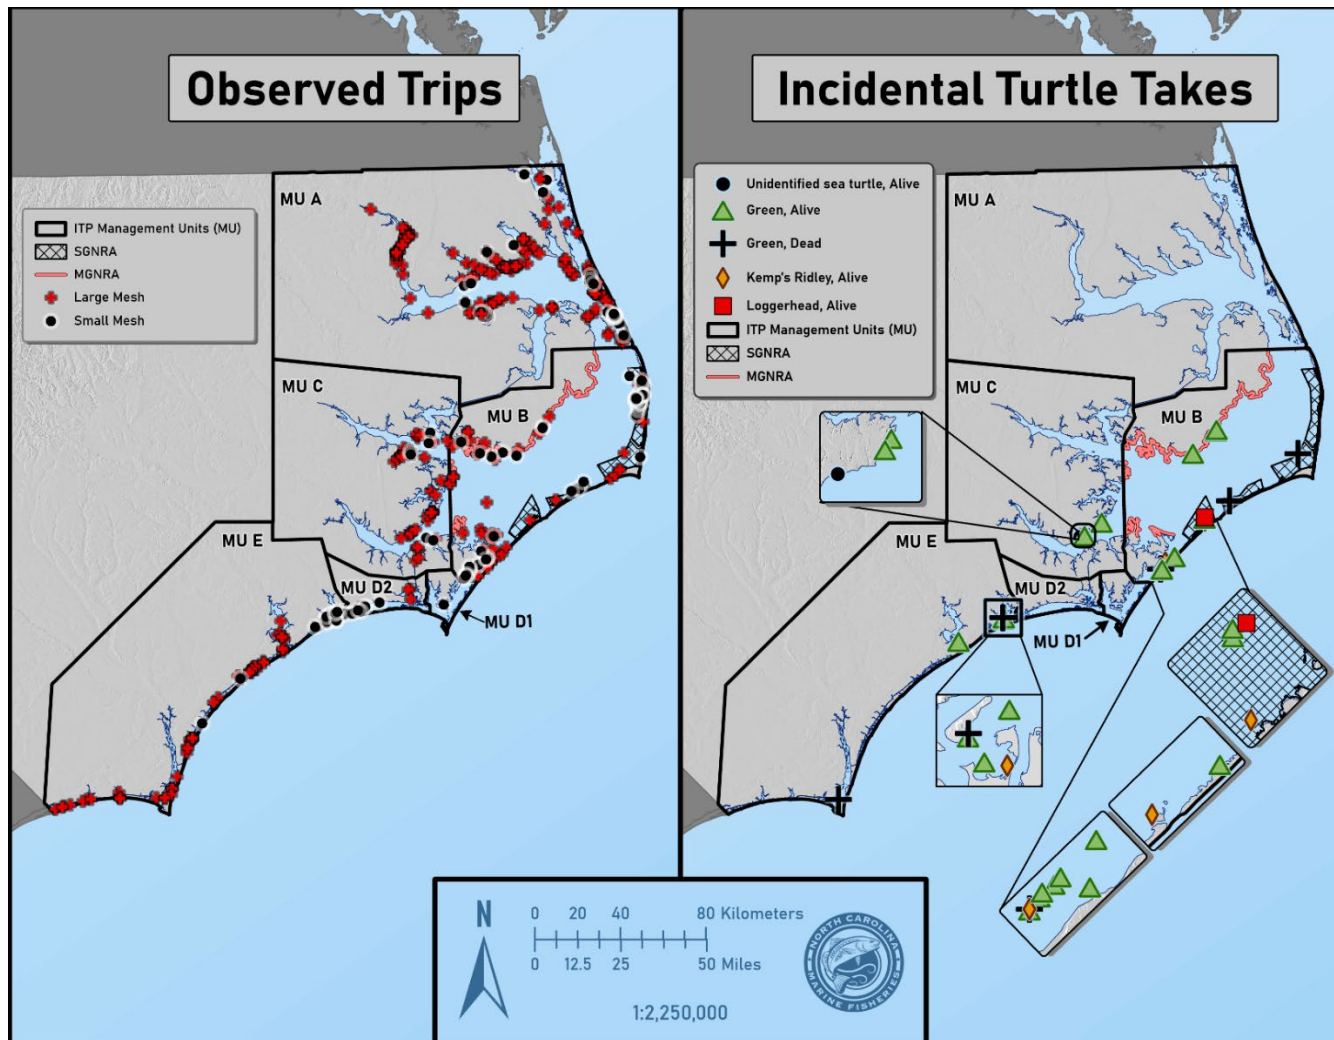 Observed Trips
ITP Management Units (MU)
SGNRA
MGNRA
Large Mesh
Small Mesh
MU A
MU C
MU B
MU E
MU D2
MU D1
Incidental Turtle Takes
Unidentified sea turtle, Alive
Green, Alive
Green, Dead
Kemp's Ridley, Alive
Loggerhead, Alive
ITP Management Units (MU)
SGNRA
MGNRA
MU A
MU C
MU B
MU E
MU D2
MU D1
N
0 20 40 80 Kilometers
0 12.5 25 50 Miles
1:2,250,000
NORTH CAROLINA
MARINE FISHERIES